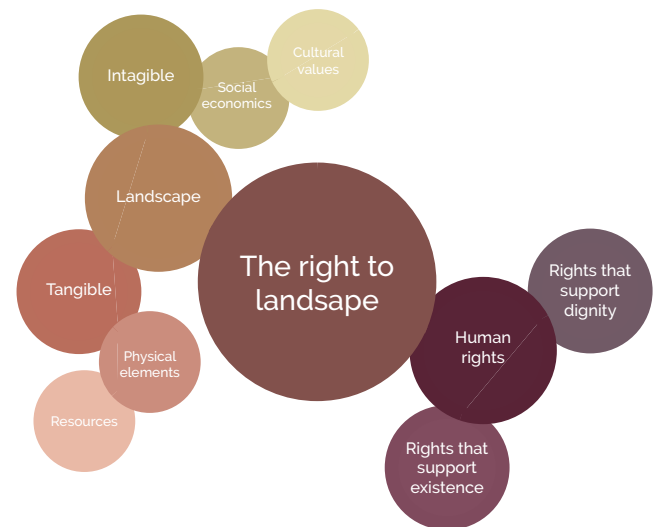 Intagible
Social
economics
Cultural
values
Landscape
The right to
landsape
Tangible
Physical
elements
Resources
Human
rights
Rights that
support
dignity
Rights that
support
existence